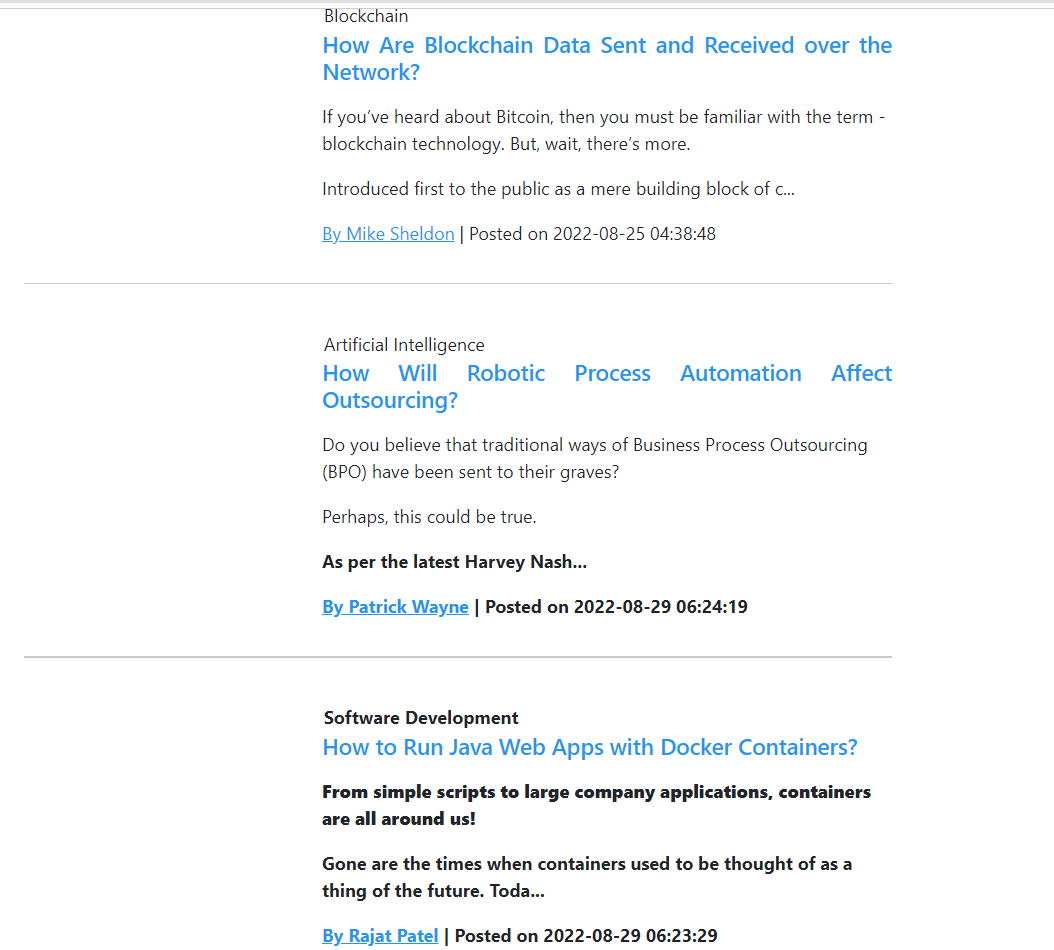 Blockchain
How Are Blockchain Data Sent and Received over the
Network?
If you’ve heard about Bitcoin, then you must be familiar with the term -
blockchain technology. But, wait, there’s more.
Introduced first to the public as a mere building block of c...
By Mike Sheldon | Posted on 2022-08-25 04:38:48
Artificial Intelligence
How Will Robotic Process Automation Affect
Outsourcing?
Do you believe that traditional ways of Business Process Outsourcing
(BPO) have been sent to their graves?
Perhaps, this could be true.
As per the latest Harvey Nash...
By Patrick Wayne | Posted on 2022-08-29 06:24:19
Software Development
How to Run Java Web Apps with Docker Containers?
From simple scripts to large company applications, containers
are all around us!
Gone are the times when containers used to be thought of as a
thing of the future. Toda...
By Rajat Patel | Posted on 2022-08-29 06:23:29